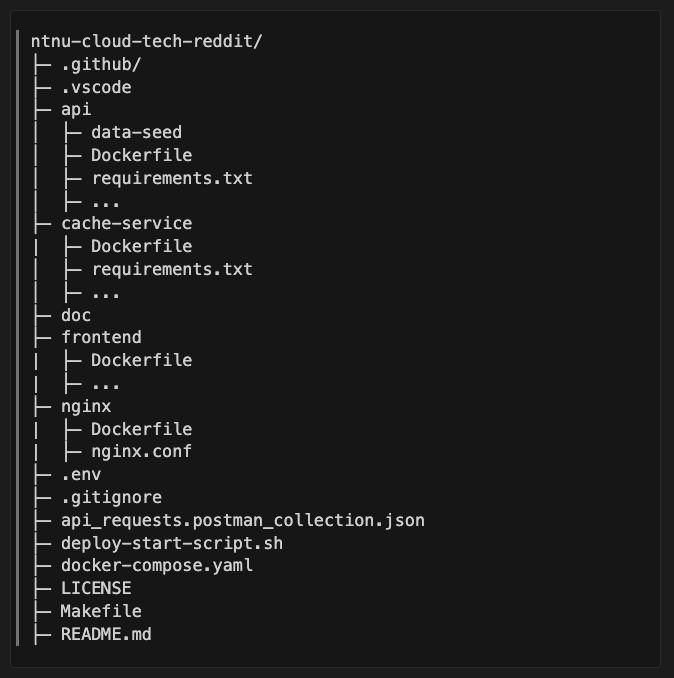 ntnu-cloud-tech-reddit/
├─ .github/
├─ .vscode
├─ api
│  ├─ data-seed
│  ├─ Dockerfile
│  ├─ requirements.txt
│  ├─ ...
├─ cache-service
|  ├─ Dockerfile
│  ├─ requirements.txt
│  ├─ ...
├─ doc
├─ frontend
|  ├─ Dockerfile
|  ├─ ...
├─ nginx
|  ├─ Dockerfile
|  ├─ nginx.conf
├─ .env
├─ .gitignore
├─ api_requests.postman_collection.json
├─ deploy-start-script.sh
├─ docker-compose.yaml
├─ LICENSE
├─ Makefile
├─ README.md